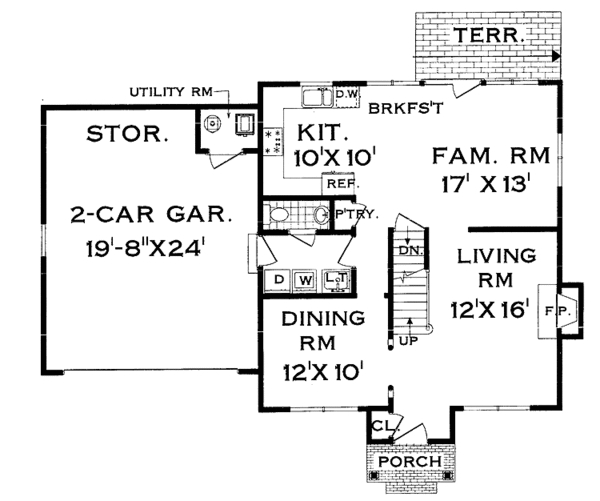 TERR.
UTILITY RM
D.W.
BRKFS'T
STOR.
KIT.
10'X 10'
FAM. RM
17' X 13'
REF.
2-CAR GAR.
19'-8"X24'
P'TRY.
DN.
LIVING
RM
12'X 16'
D
W
L.T.
F.P.
DINING
RM
12'X 10'
UP
CL.
PORCH